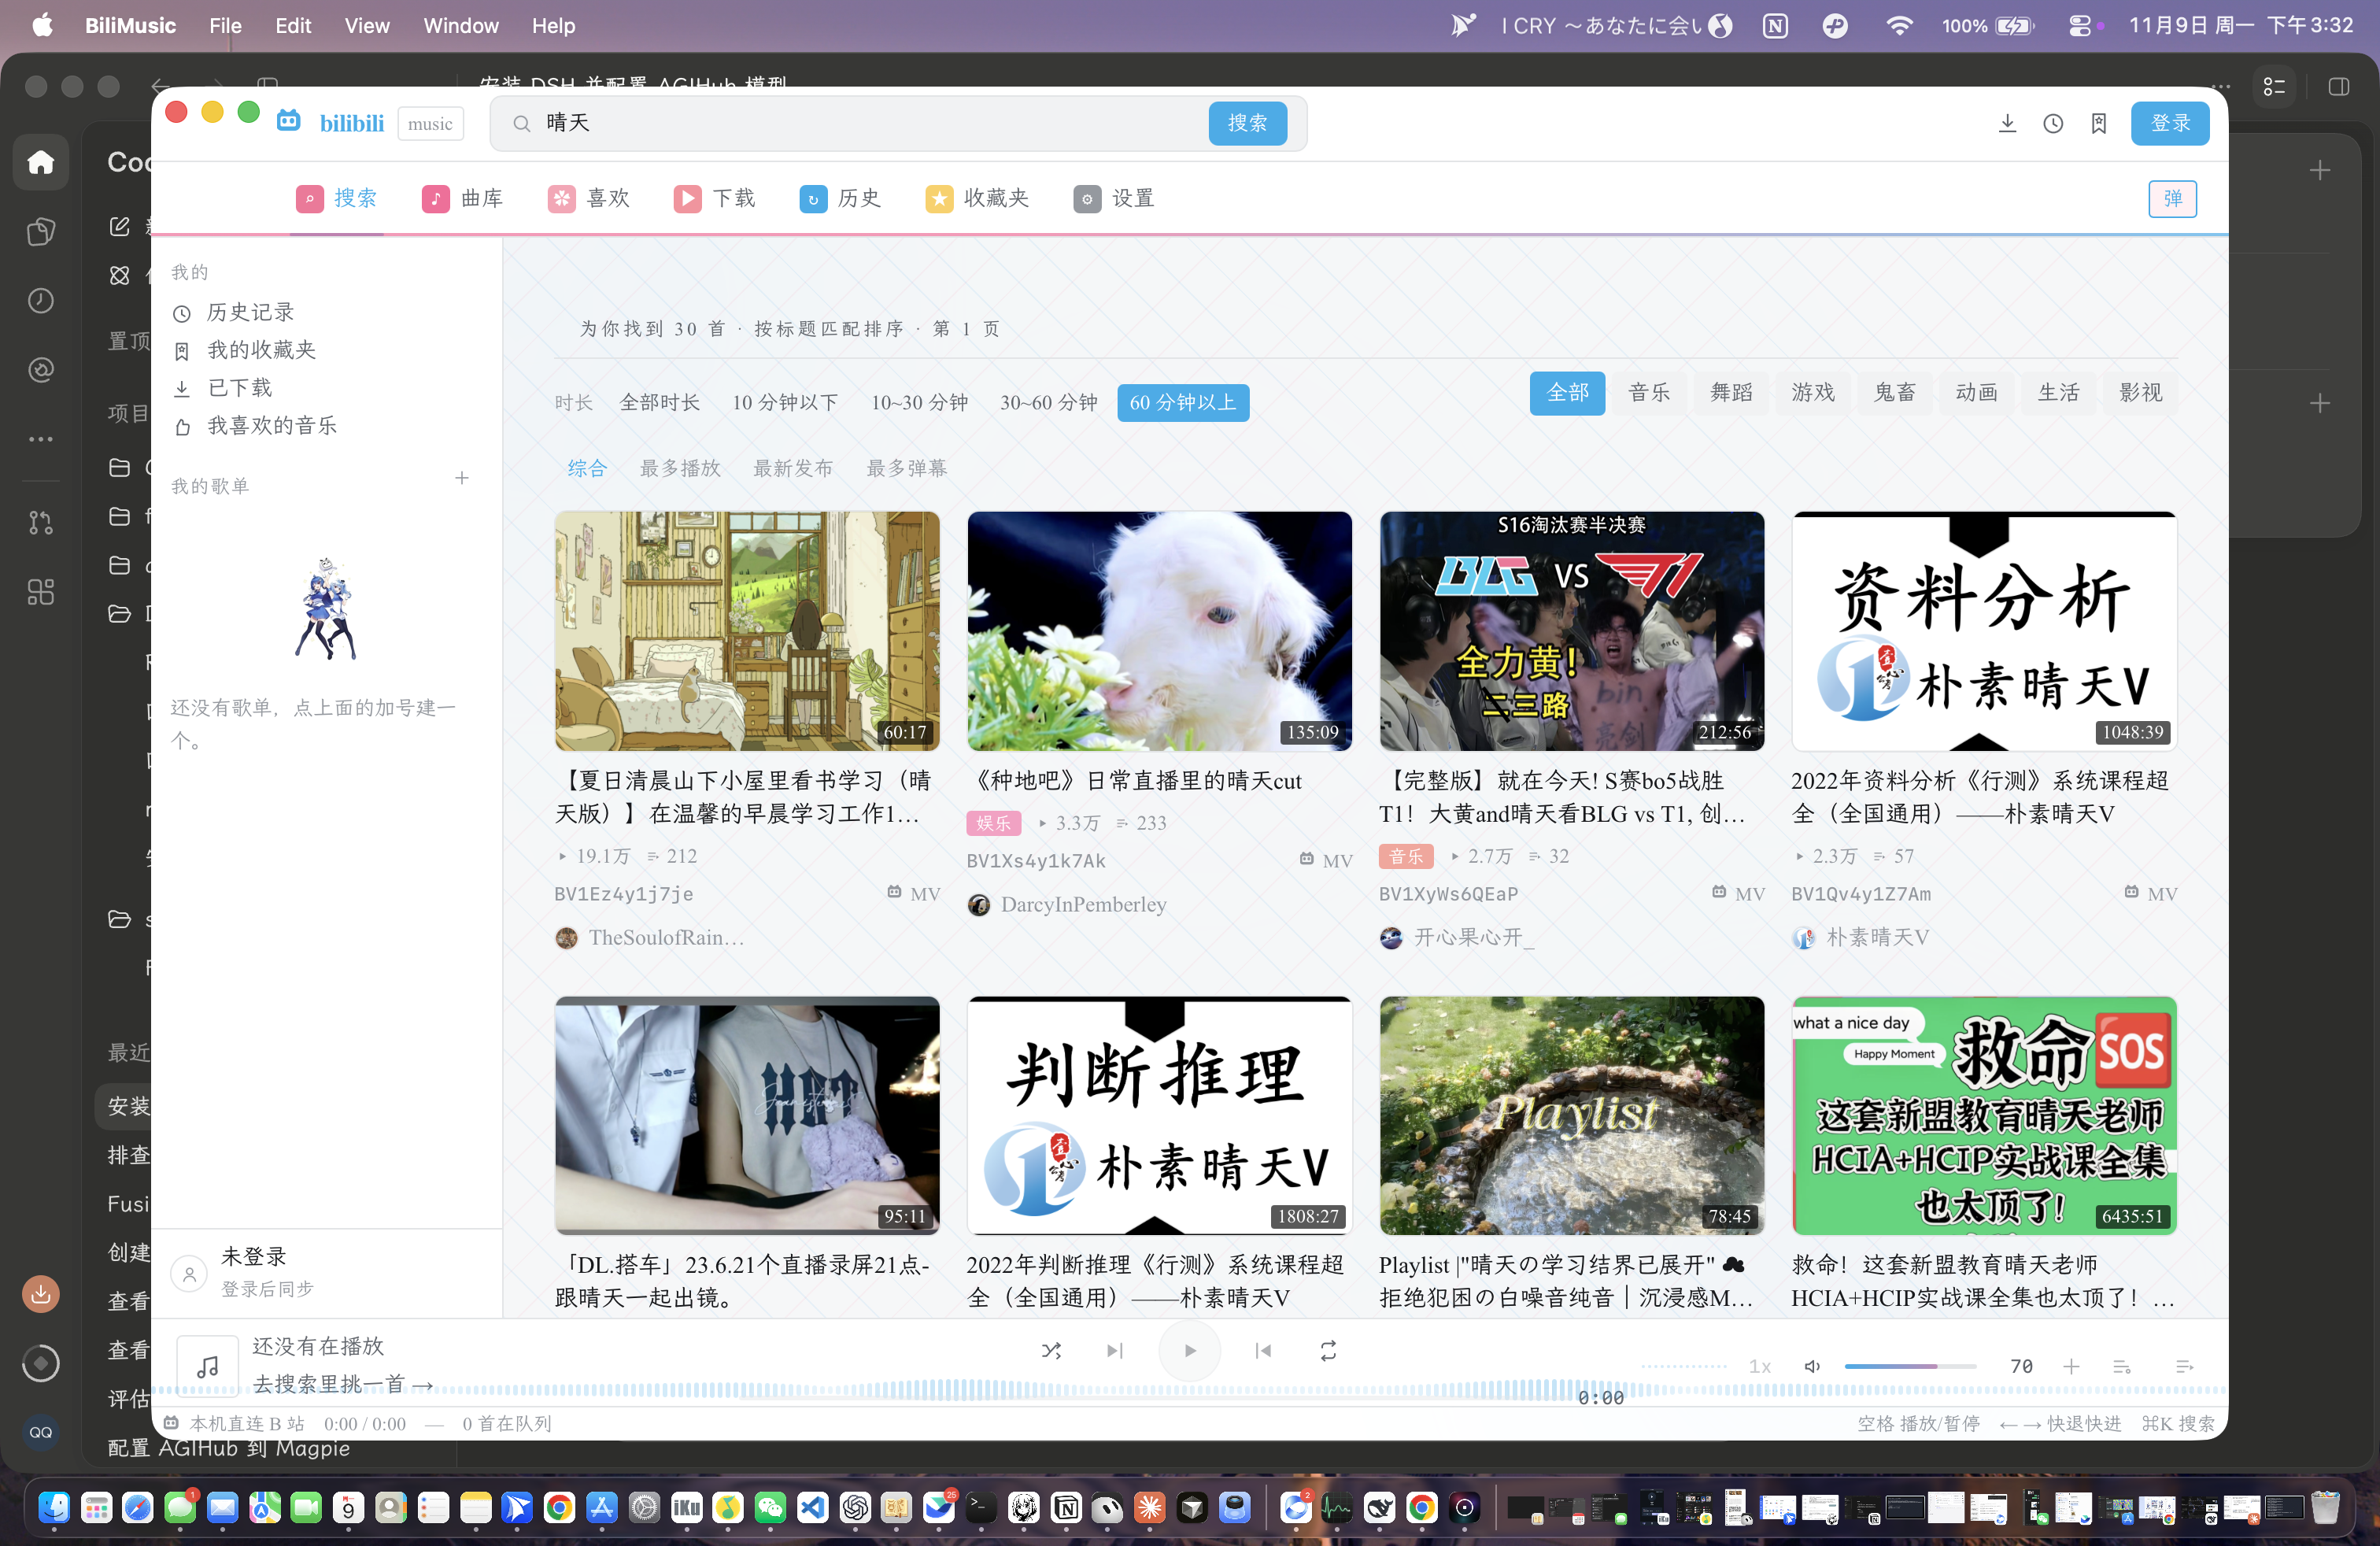 BiliMusic File Edit View Window Help
I CRY ～あなたに会い
100%
11月9日 周一 下午3:32
安装 DSH 并配置 AGIHub 模型
bilibili music
晴天
搜索
登录
搜索 曲库 喜欢 下载 历史 收藏夹 设置
弹
置顶
项目
最近
安装
排查
Fusi
创建
查看
查看
评估
配置 AGIHub 到 Magpie
QQ
我的
历史记录
我的收藏夹
已下载
我喜欢的音乐
我的歌单
还没有歌单，点上面的加号建一
个。
未登录
登录后同步
为你找到 30 首 · 按标题匹配排序 · 第 1 页
时长 全部时长 10 分钟以下 10~30 分钟 30~60 分钟 60 分钟以上
全部 音乐 舞蹈 游戏 鬼畜 动画 生活 影视
综合 最多播放 最新发布 最多弹幕
60:17
【夏日清晨山下小屋里看书学习（晴
天版）】在温馨的早晨学习工作1…
19.1万 212
BV1Ez4y1j7je MV
TheSoulofRain…
135:09
《种地吧》日常直播里的晴天cut
娱乐 3.3万 233
BV1Xs4y1k7Ak MV
DarcyInPemberley
S16淘汰赛半决赛
BLG VS T1
全力黄！
二三路
bin
亮剑
212:56
【完整版】就在今天! S赛bo5战胜
T1！大黄and晴天看BLG vs T1, 创…
音乐 2.7万 32
BV1XyWs6QEaP MV
开心果心开_
资料分析
朴素晴天V
1048:39
2022年资料分析《行测》系统课程超
全（全国通用）——朴素晴天V
2.3万 57
BV1Qv4y1Z7Am MV
朴素晴天V
95:11
「DL.搭车」23.6.21个直播录屏21点-
跟晴天一起出镜。
判断推理
朴素晴天V
1808:27
2022年判断推理《行测》系统课程超
全（全国通用）——朴素晴天V
Playlist
78:45
Playlist |"晴天の学习结界已展开" ☁
拒绝犯困の白噪音纯音｜沉浸感M…
what a nice day
Happy Moment
救命 SOS
这套新盟教育晴天老师
HCIA+HCIP实战课全集
也太顶了！
6435:51
救命！这套新盟教育晴天老师
HCIA+HCIP实战课全集也太顶了！…
还没有在播放
去搜索里挑一首→
0:00
1x
70
本机直连 B 站 0:00 / 0:00 — 0 首在队列
空格 播放/暂停 ←→快退快进 ⌘K 搜索